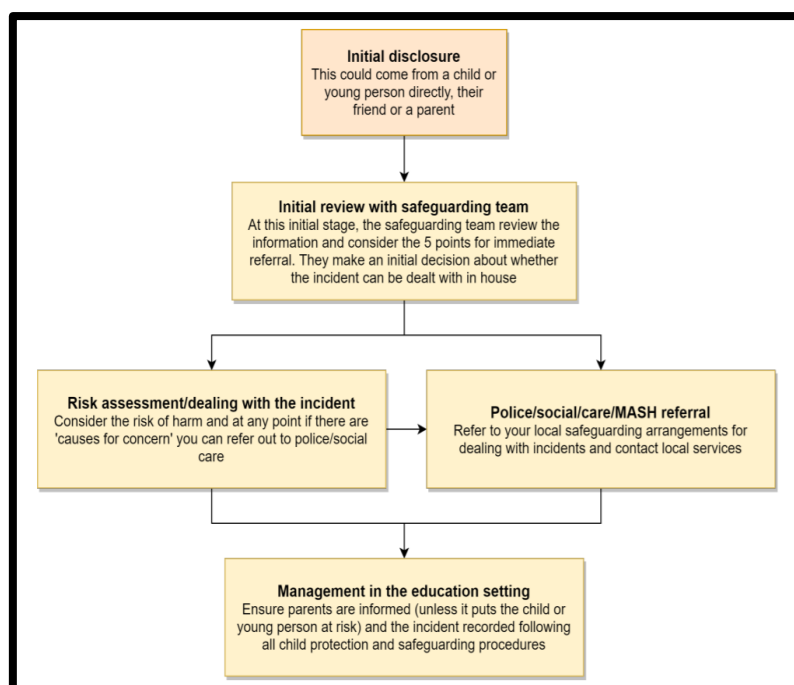 Initial disclosure
This could come from a child or
young person directly, their
friend or a parent
Initial review with safeguarding team
At this initial stage, the safeguarding team review the
information and consider the 5 points for immediate
referral. They make an initial decision about whether
the incident can be dealt with in house
Risk assessment/dealing with the incident
Consider the risk of harm and at any point if there are
'causes for concern' you can refer out to police/social
care
Police/social/care/MASH referral
Refer to your local safeguarding arrangements for
dealing with incidents and contact local services
Management in the education setting
Ensure parents are informed (unless it puts the child or
young person at risk) and the incident recorded following
all child protection and safeguarding procedures